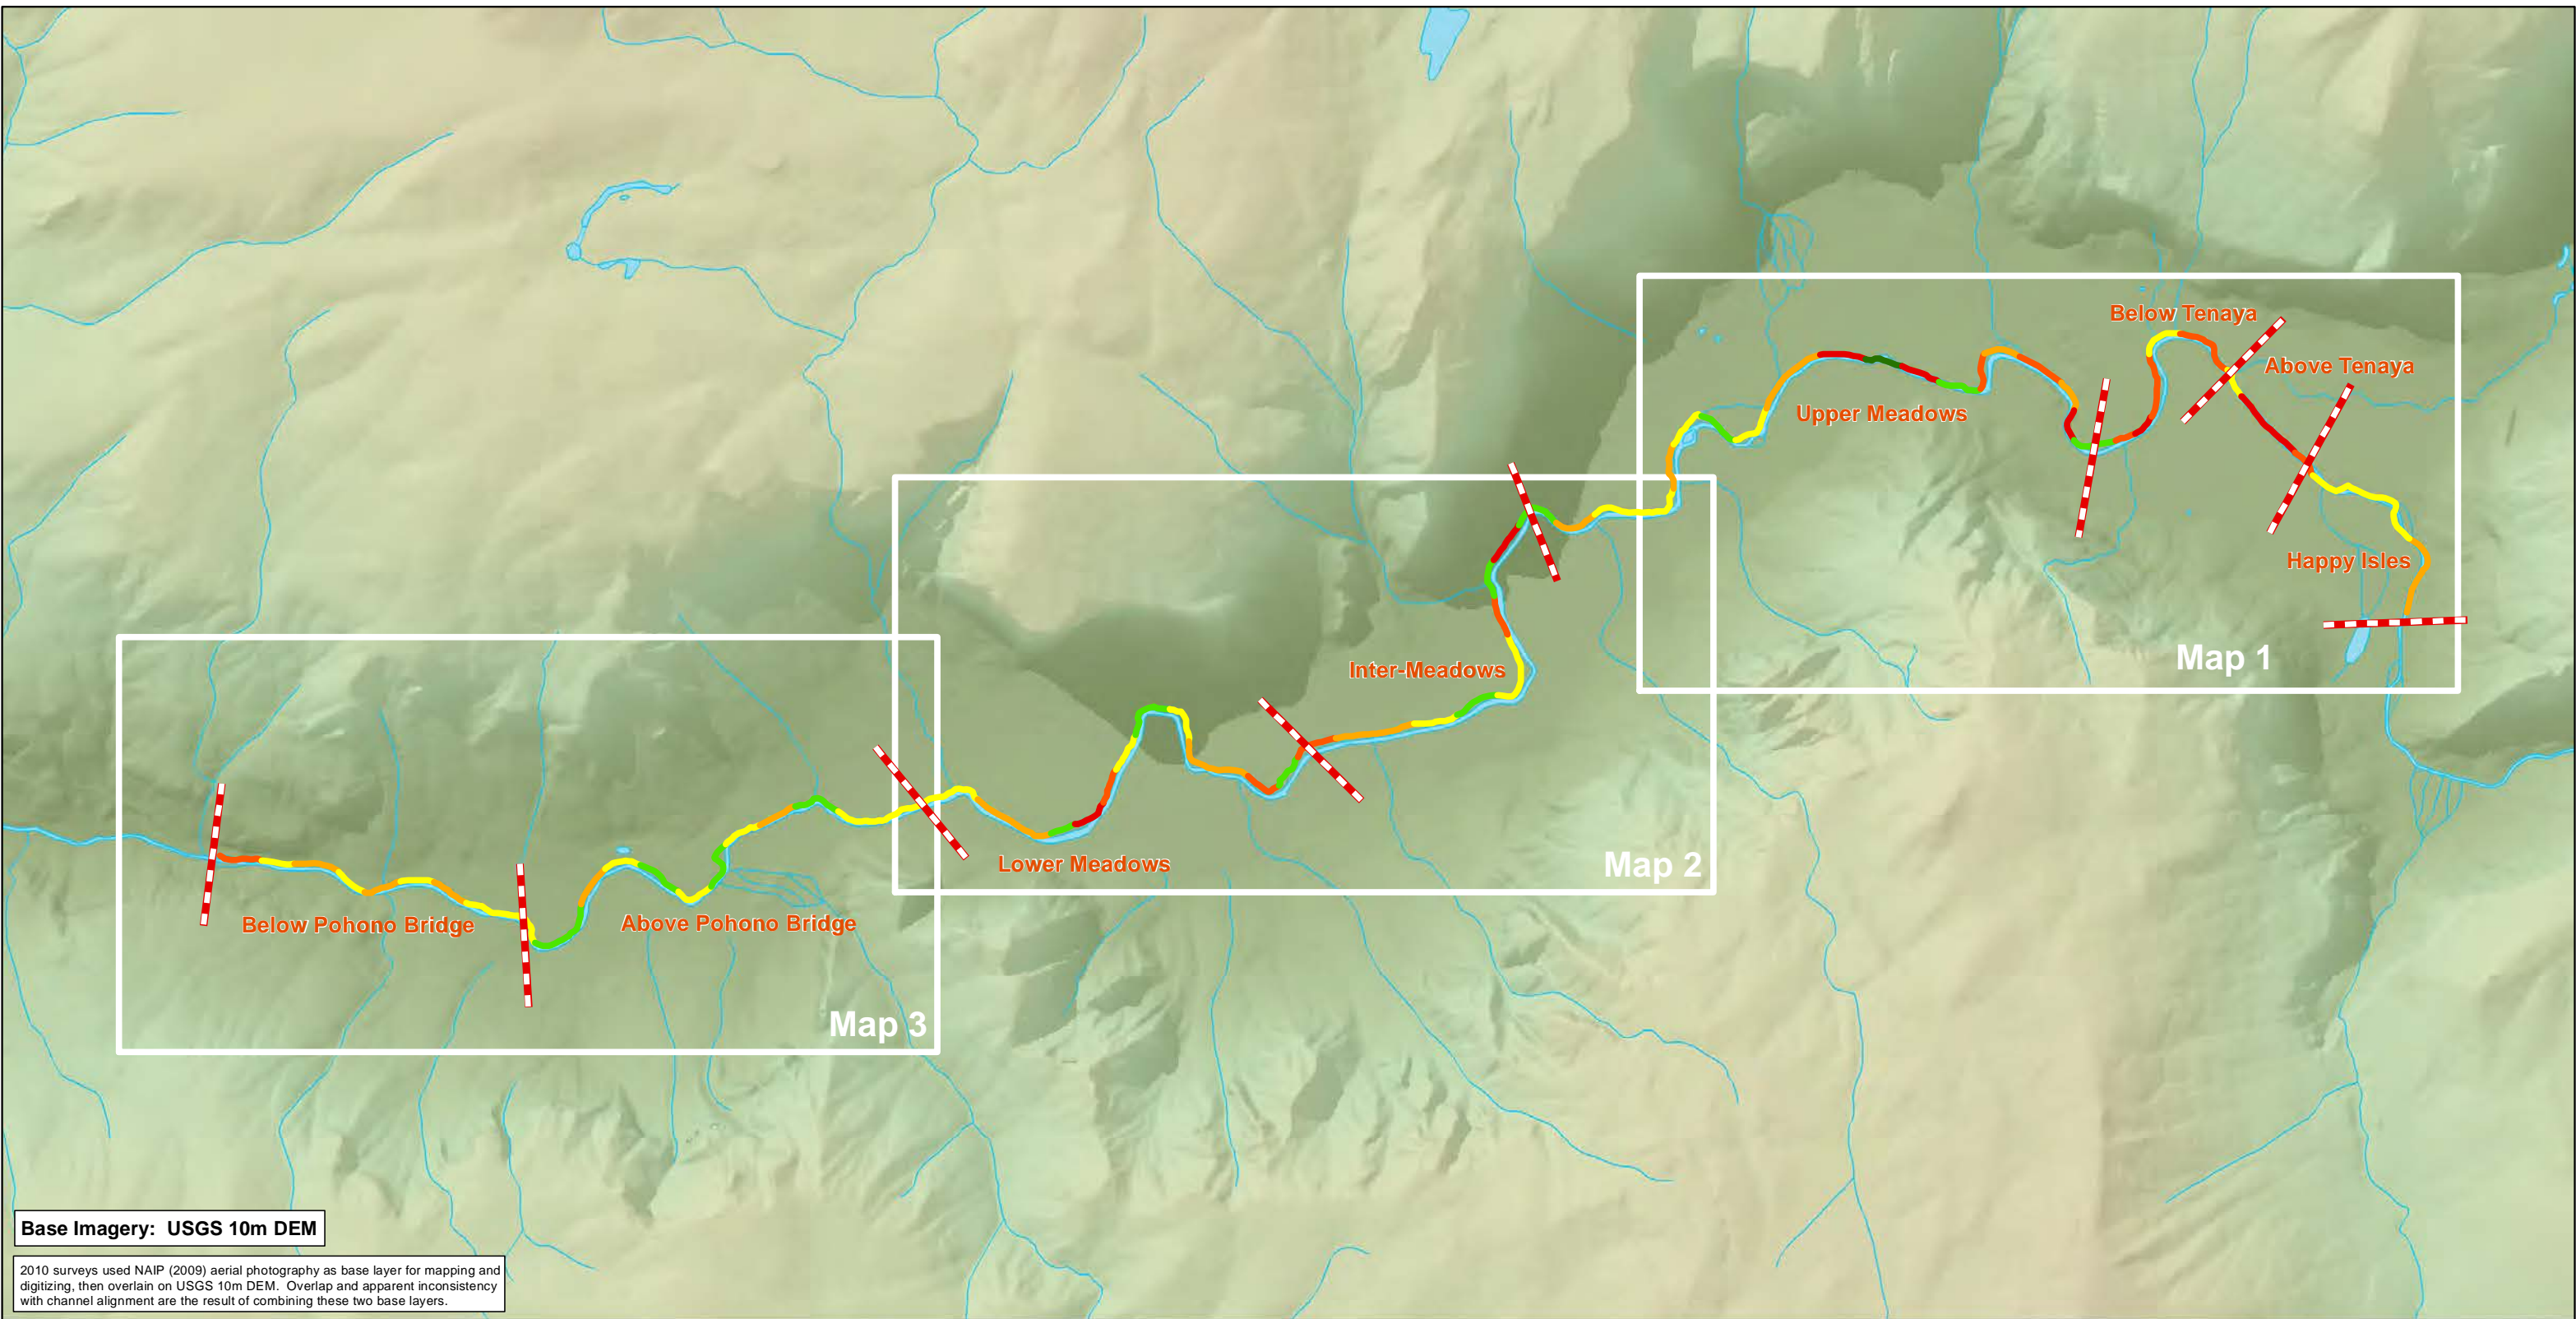 Below Tenaya
Above Tenaya
Upper Meadows
Happy Isles
Map 1
Inter-Meadows
Lower Meadows
Map 2
Below Pohono Bridge
Above Pohono Bridge
Map 3
Base Imagery: USGS 10m DEM
2010 surveys used NAIP (2009) aerial photography as base layer for mapping and
digitizing, then overlain on USGS 10m DEM. Overlap and apparent inconsistency
with channel alignment are the result of combining these two base layers.